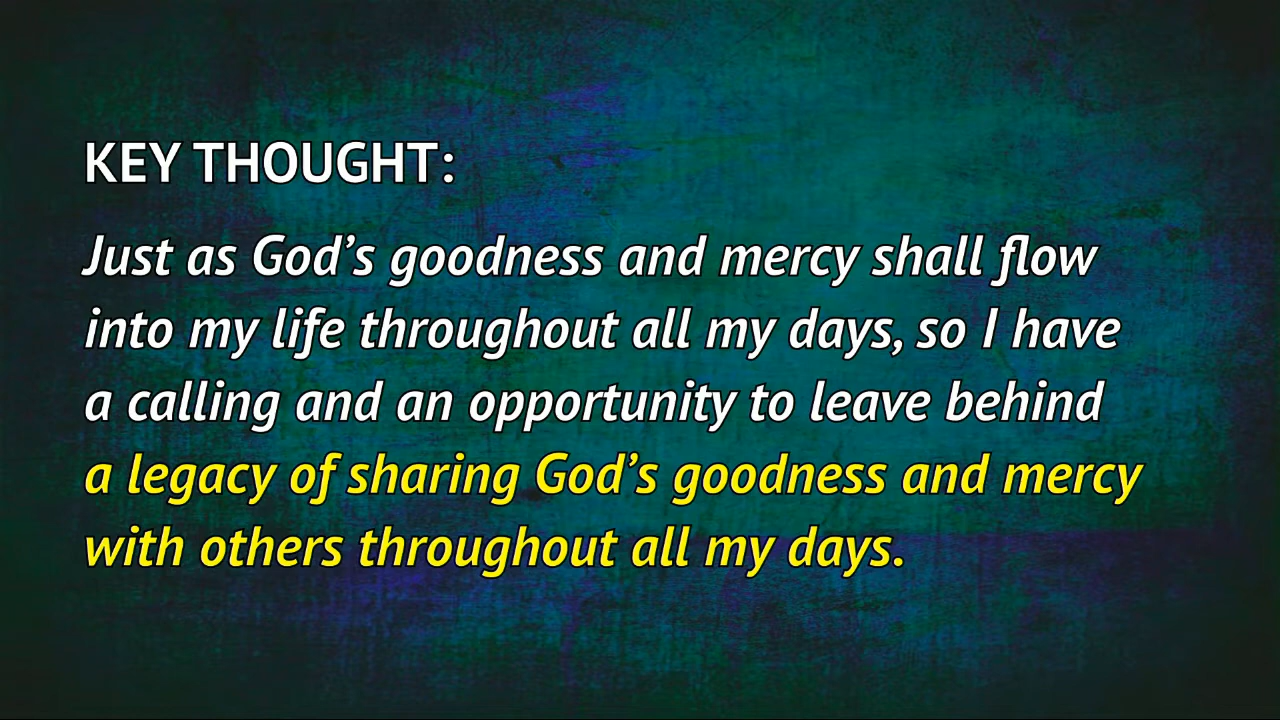 KEY THOUGHT:
Just as God’s goodness and mercy shall flow
into my life throughout all my days, so I have
a calling and an opportunity to leave behind
a legacy of sharing God’s goodness and mercy
with others throughout all my days.